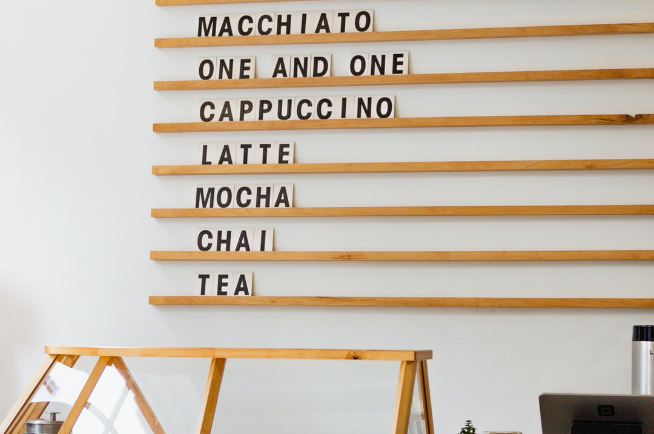 MACCHIATO
ONE AND ONE
CAPPUCCINO
LATTE
MOCHA
CHAI
TEA